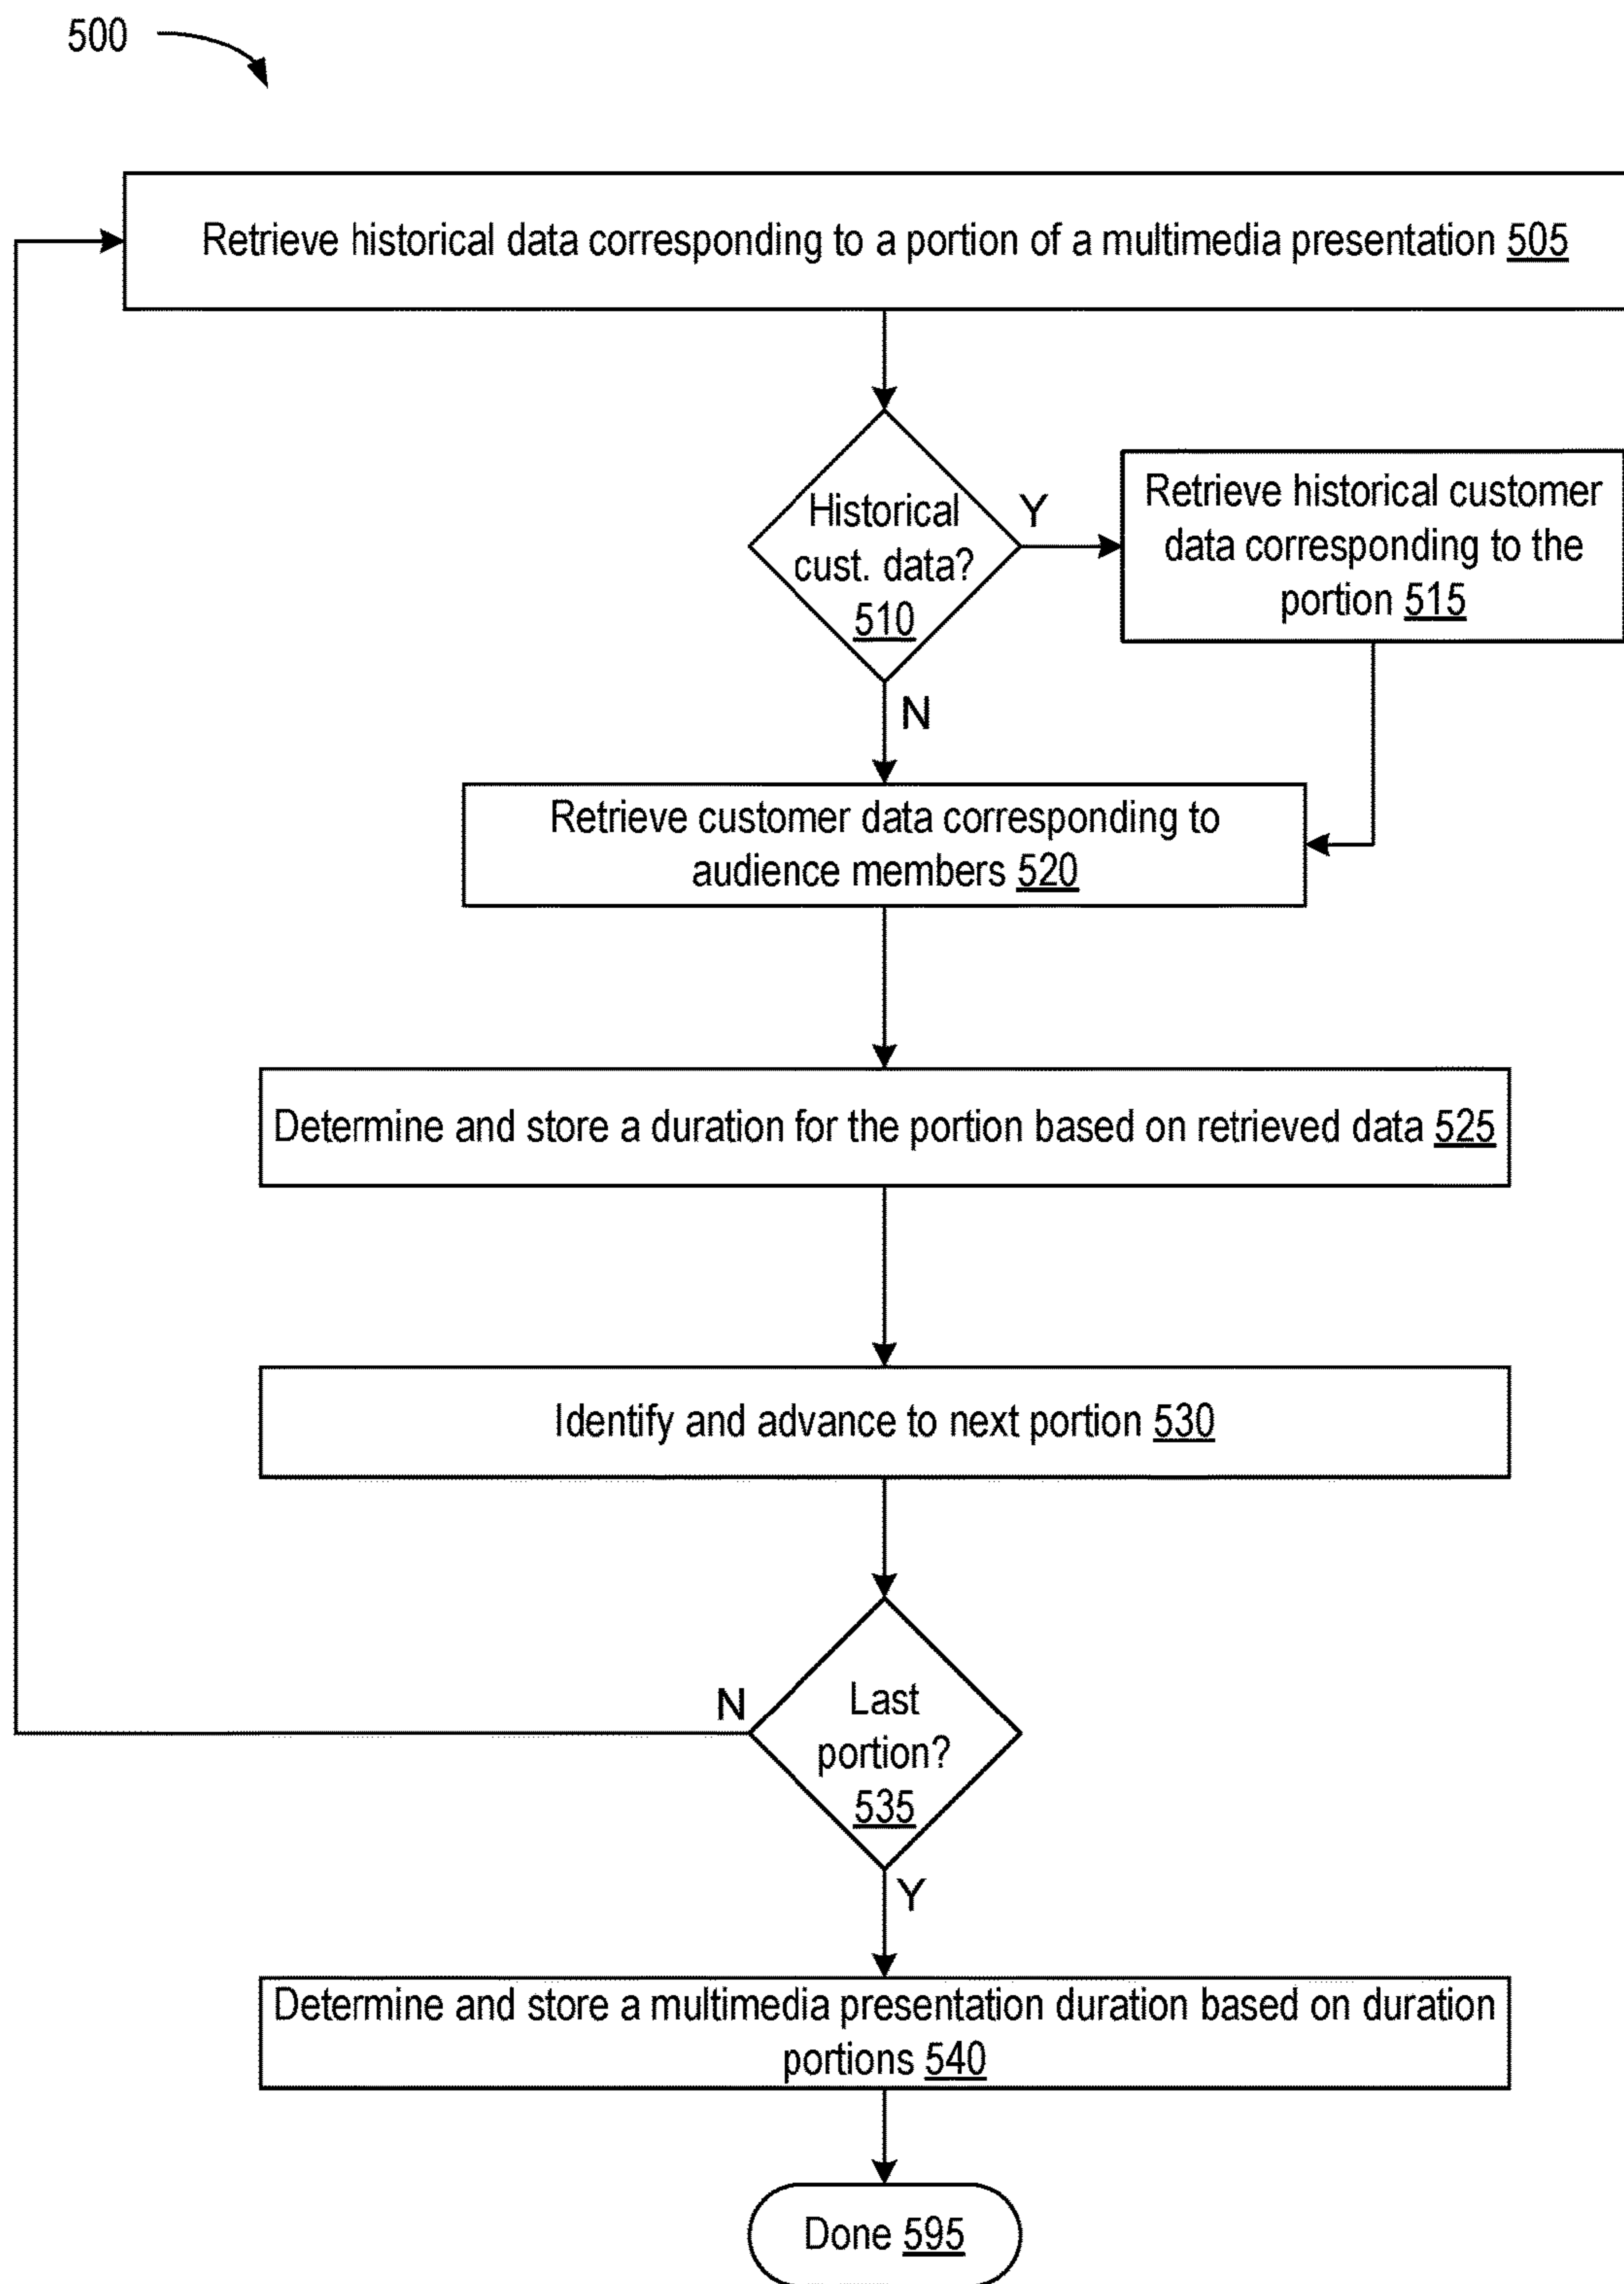 500
Retrieve historical data corresponding to a portion of a multimedia presentation 505
Historical
cust. data?
510
Y
Retrieve historical customer
data corresponding to the
portion 515
N
Retrieve customer data corresponding to
audience members 520
Determine and store a duration for the portion based on retrieved data 525
Identify and advance to next portion 530
N
Last
portion?
535
Y
Determine and store a multimedia presentation duration based on duration
portions 540
Done 595